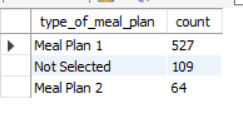 type_of_meal_plan count
Meal Plan 1 527
Not Selected 109
Meal Plan 2 64